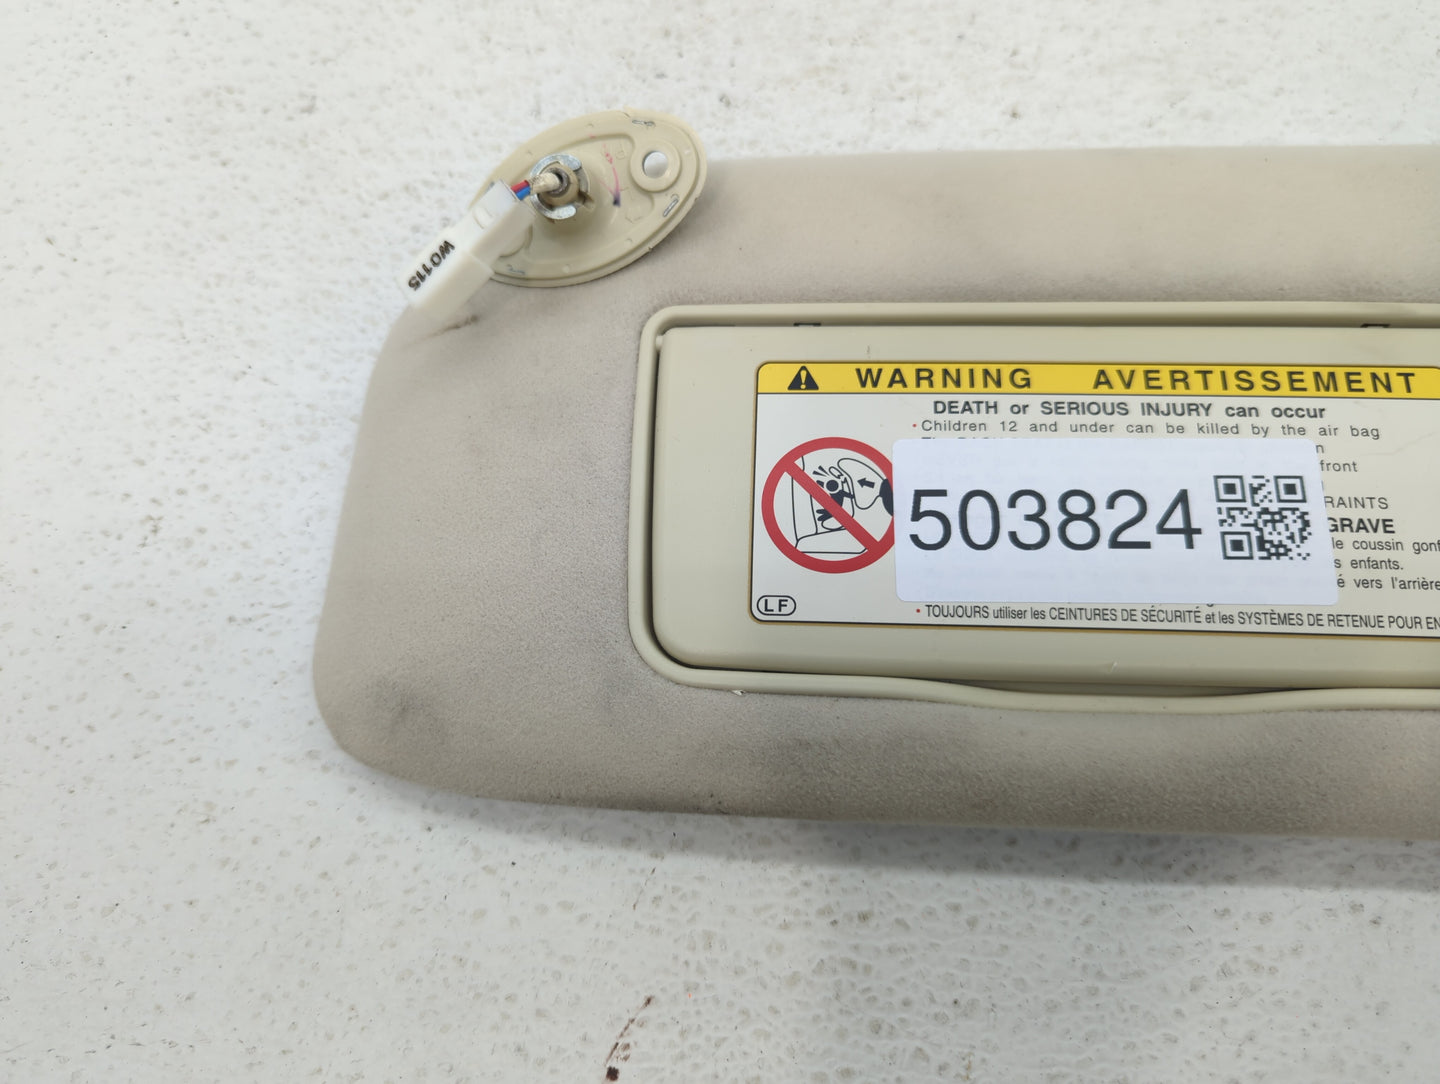 W0115
WARNING AVERTISSEMENT
DEATH or SERIOUS INJURY can occur
• Children 12 and under can be killed by the air bag
front
RAINTS
503824
GRAVE
le coussin gonf
s enfants.
é vers l'arrière
• TOUJOURS utiliser les CEINTURES DE SÉCURITÉ et les SYSTÈMES DE RETENUE POUR EN
LF